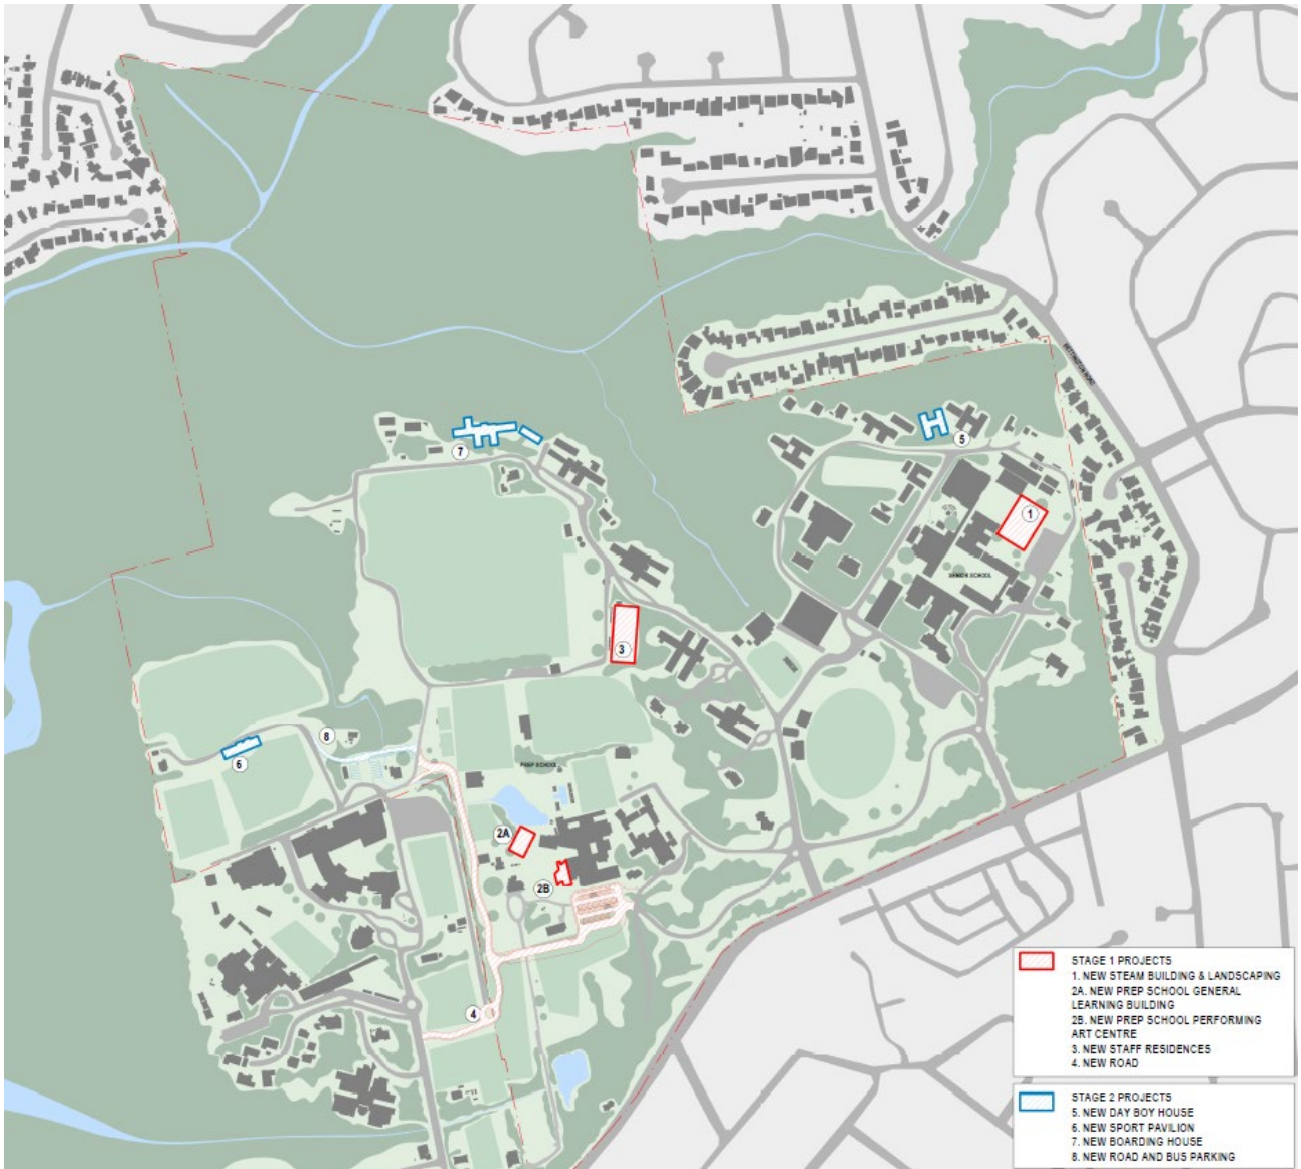 BETTINGTON ROAD
7
5
1
SENIOR SCHOOL
3
8
6
PREP SCHOOL
2A
2B
4
STAGE 1 PROJECTS
1. NEW STEAM BUILDING & LANDSCAPING
2A. NEW PREP SCHOOL GENERAL
LEARNING BUILDING
2B. NEW PREP SCHOOL PERFORMING
ART CENTRE
3. NEW STAFF RESIDENCES
4. NEW ROAD
STAGE 2 PROJECTS
5. NEW DAY BOY HOUSE
6. NEW SPORT PAVILION
7. NEW BOARDING HOUSE
8. NEW ROAD AND BUS PARKING